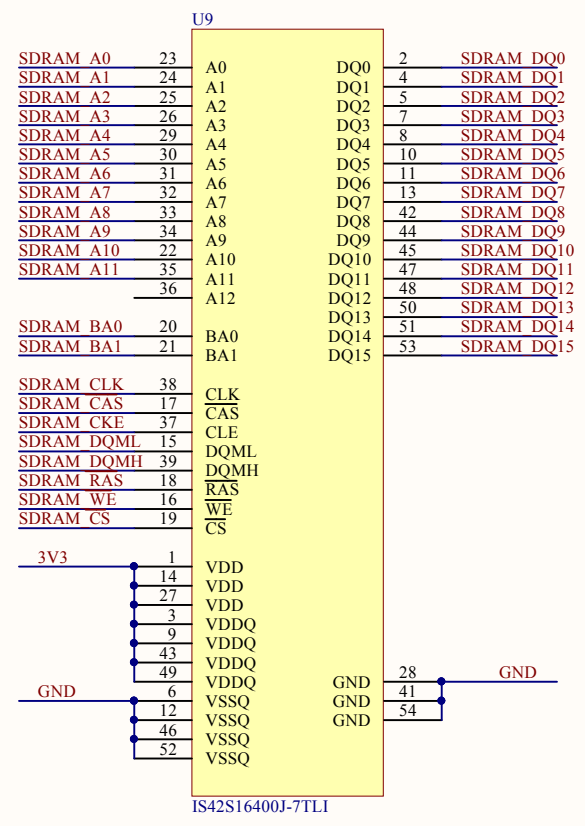 U9
SDRAM_A0 23 A0 DQ0 2 SDRAM_DQ0
SDRAM_A1 24 A1 DQ1 4 SDRAM_DQ1
SDRAM_A2 25 A2 DQ2 5 SDRAM_DQ2
SDRAM_A3 26 A3 DQ3 7 SDRAM_DQ3
SDRAM_A4 29 A4 DQ4 8 SDRAM_DQ4
SDRAM_A5 30 A5 DQ5 10 SDRAM_DQ5
SDRAM_A6 31 A6 DQ6 11 SDRAM_DQ6
SDRAM_A7 32 A7 DQ7 13 SDRAM_DQ7
SDRAM_A8 33 A8 DQ8 42 SDRAM_DQ8
SDRAM_A9 34 A9 DQ9 44 SDRAM_DQ9
SDRAM_A10 22 A10 DQ10 45 SDRAM_DQ10
SDRAM_A11 35 A11 DQ11 47 SDRAM_DQ11
36 A12 DQ12 48 SDRAM_DQ12
DQ13 50 SDRAM_DQ13
SDRAM_BA0 20 BA0 DQ14 51 SDRAM_DQ14
SDRAM_BA1 21 BA1 DQ15 53 SDRAM_DQ15
SDRAM_CLK 38 CLK
SDRAM_CAS 17 CAS
SDRAM_CKE 37 CLE
SDRAM_DQML 15 DQML
SDRAM_DQMH 39 DQMH
SDRAM_RAS 18 RAS
SDRAM_WE 16 WE
SDRAM_CS 19 CS
3V3 1 VDD
14 VDD
27 VDD
3 VDDQ
9 VDDQ
43 VDDQ
49 VDDQ
GND 6 VSSQ GND 28 GND
12 VSSQ GND 41
46 VSSQ GND 54
52 VSSQ
IS42S16400J-7TLI